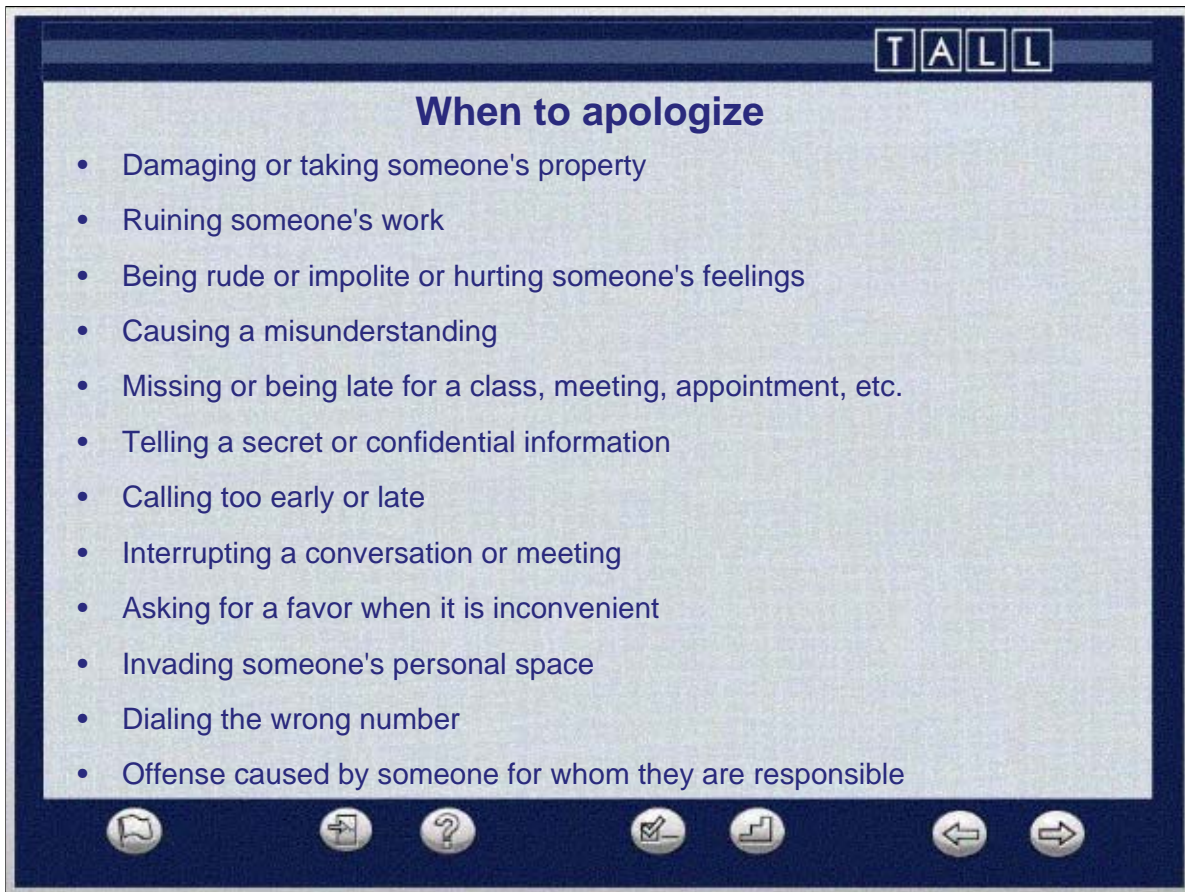 TALL
When to apologize
• Damaging or taking someone's property
• Ruining someone's work
• Being rude or impolite or hurting someone's feelings
• Causing a misunderstanding
• Missing or being late for a class, meeting, appointment, etc.
• Telling a secret or confidential information
• Calling too early or late
• Interrupting a conversation or meeting
• Asking for a favor when it is inconvenient
• Invading someone's personal space
• Dialing the wrong number
• Offense caused by someone for whom they are responsible
?